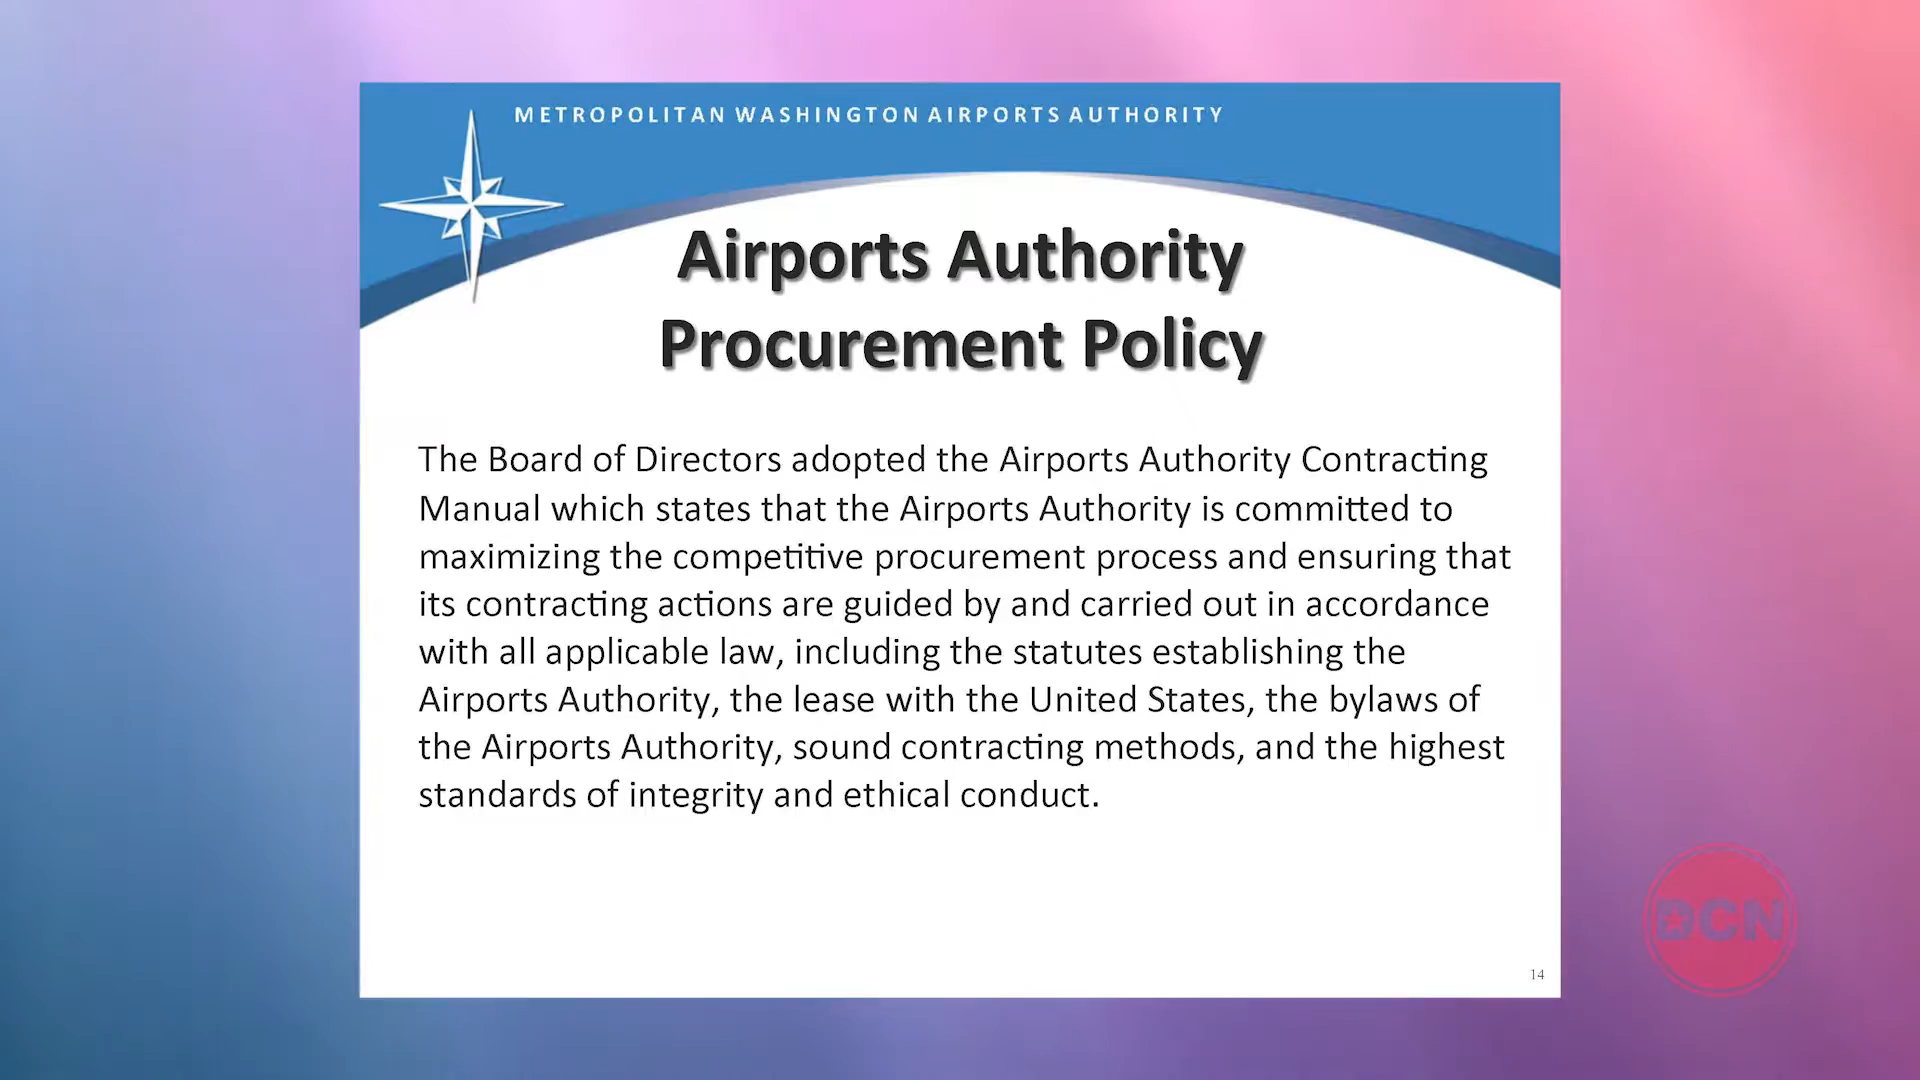 METROPOLITAN WASHINGTON AIRPORTS AUTHORITY
Airports Authority
Procurement Policy
The Board of Directors adopted the Airports Authority Contracting
Manual which states that the Airports Authority is committed to
maximizing the competitive procurement process and ensuring that
its contracting actions are guided by and carried out in accordance
with all applicable law, including the statutes establishing the
Airports Authority, the lease with the United States, the bylaws of
the Airports Authority, sound contracting methods, and the highest
standards of integrity and ethical conduct.
14
DCN